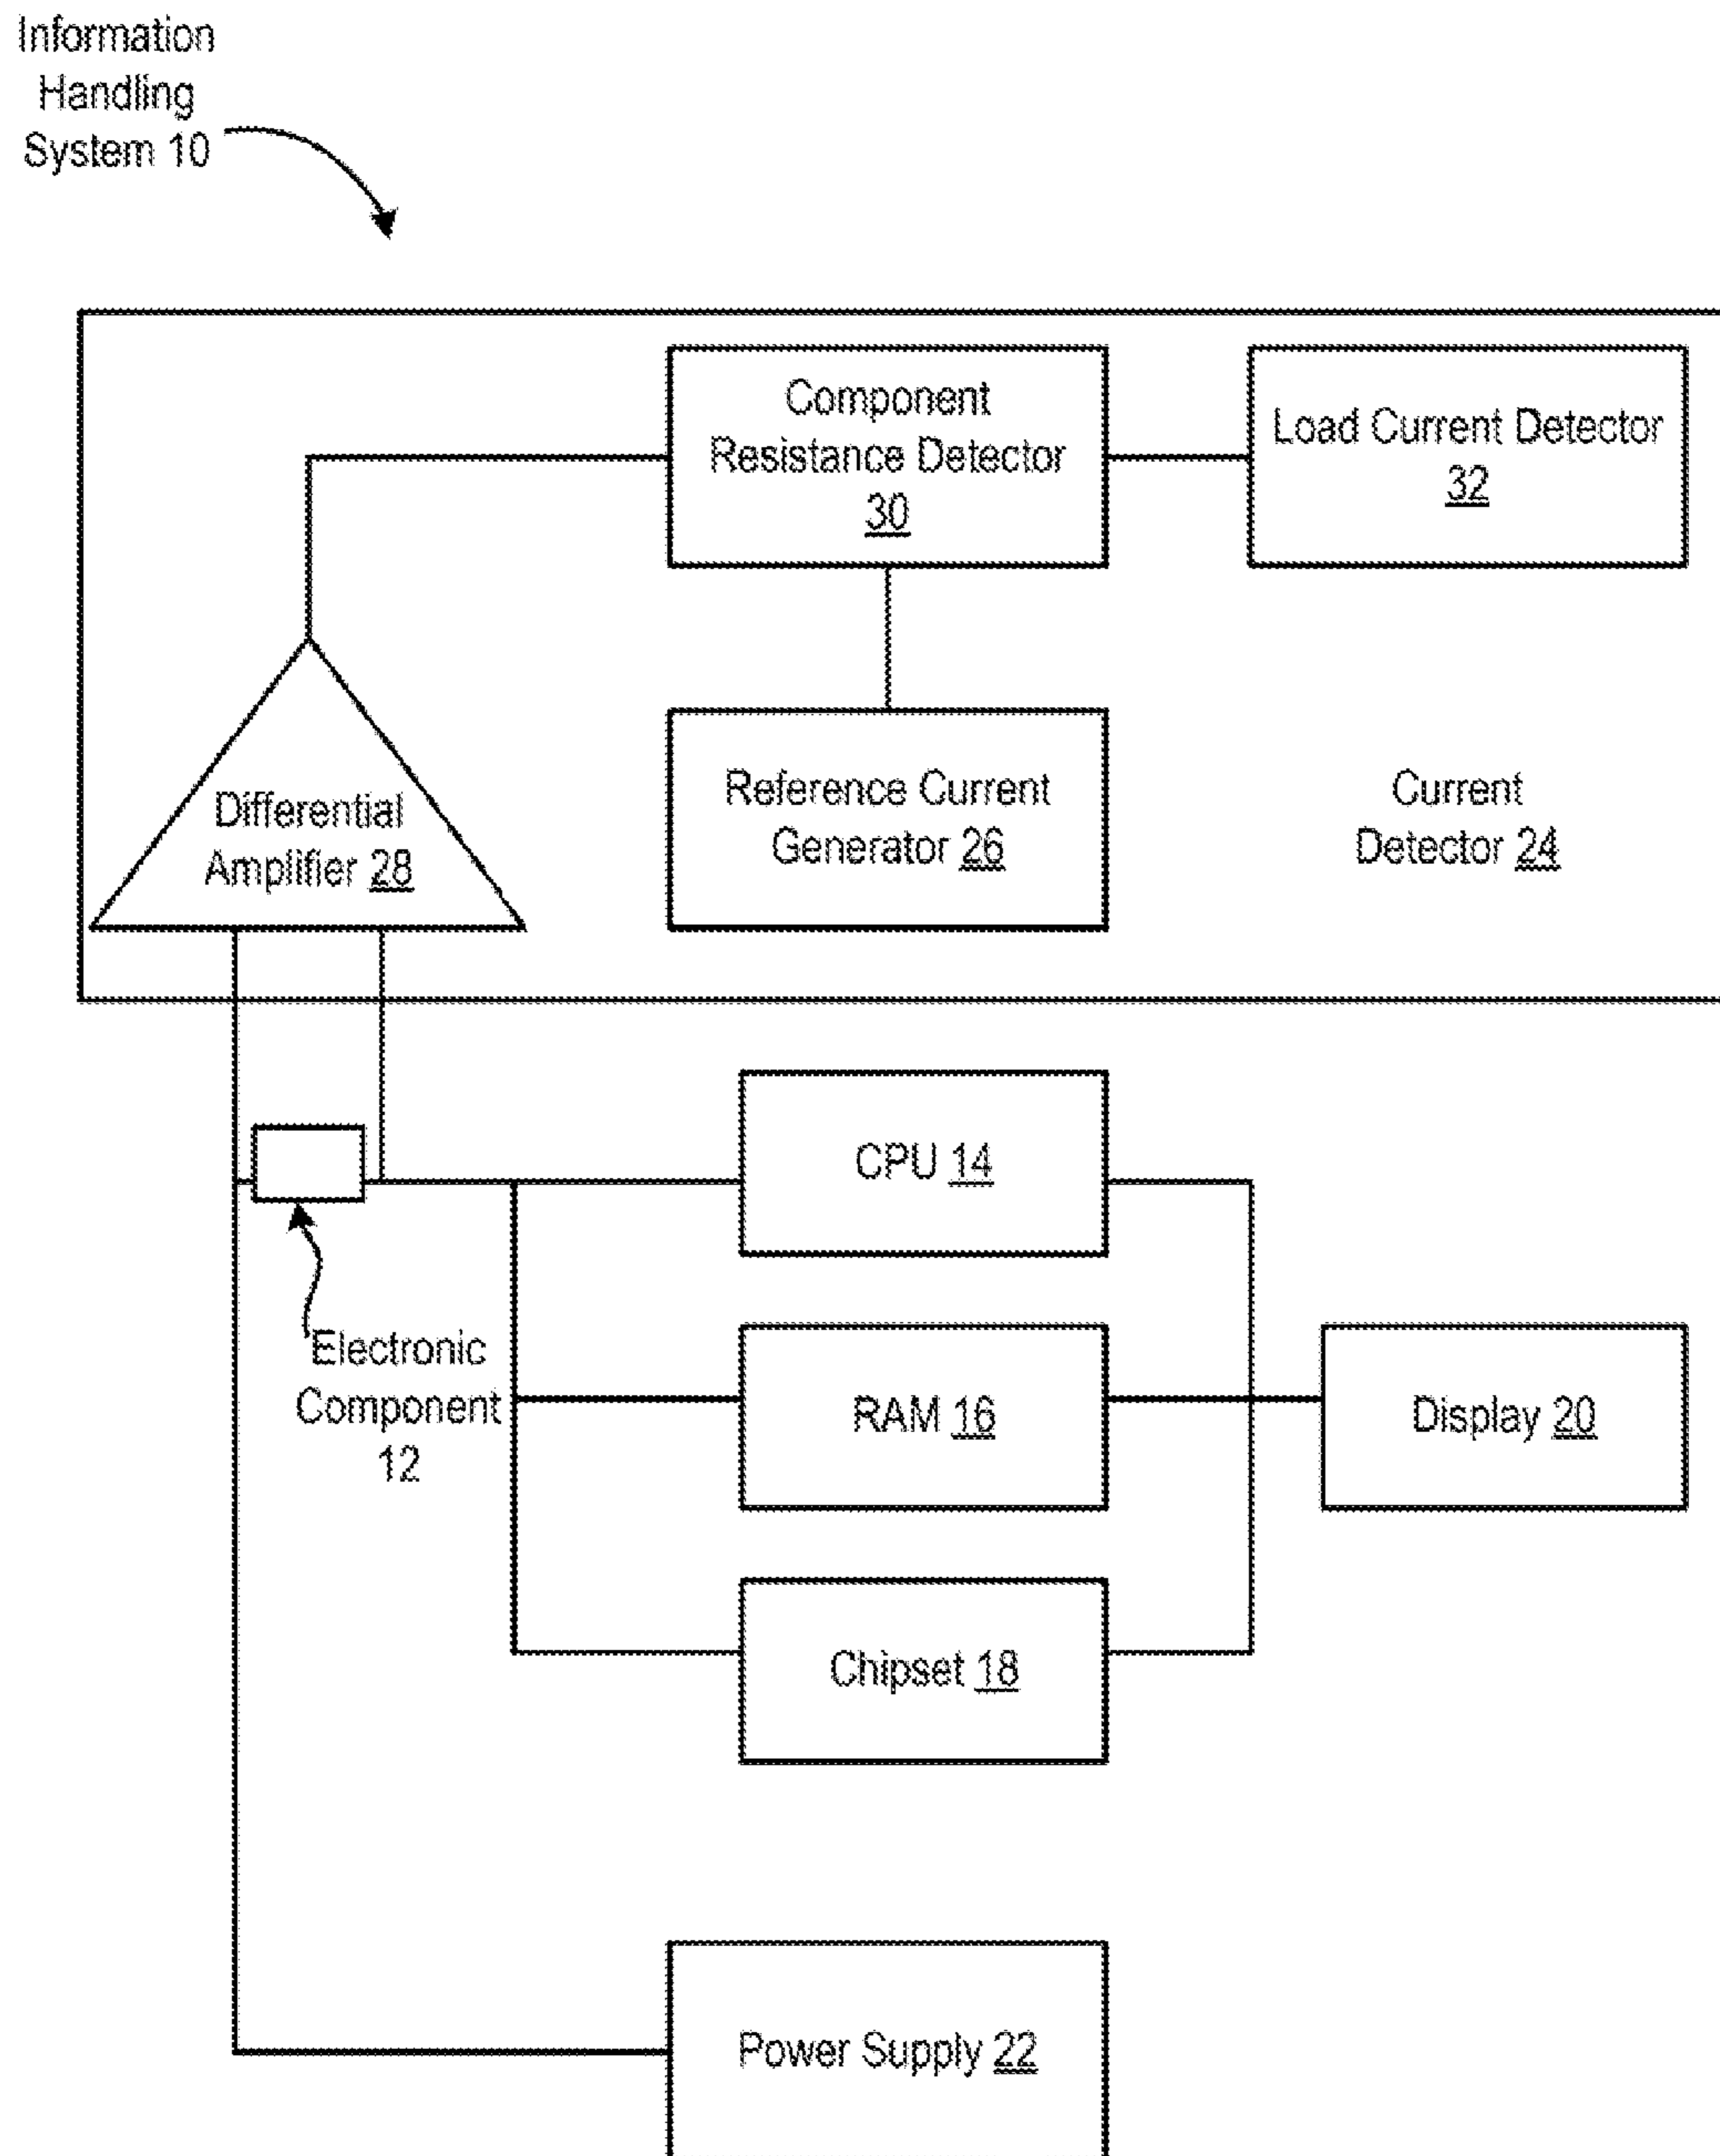 Information
Handling
System 10
Component
Resistance Detector
30
Load Current Detector
32
Differential
Amplifier 28
Reference Current
Generator 26
Current
Detector 24
CPU 14
Electronic
Component
12
RAM 16
Display 20
Chipset 18
Power Supply 22